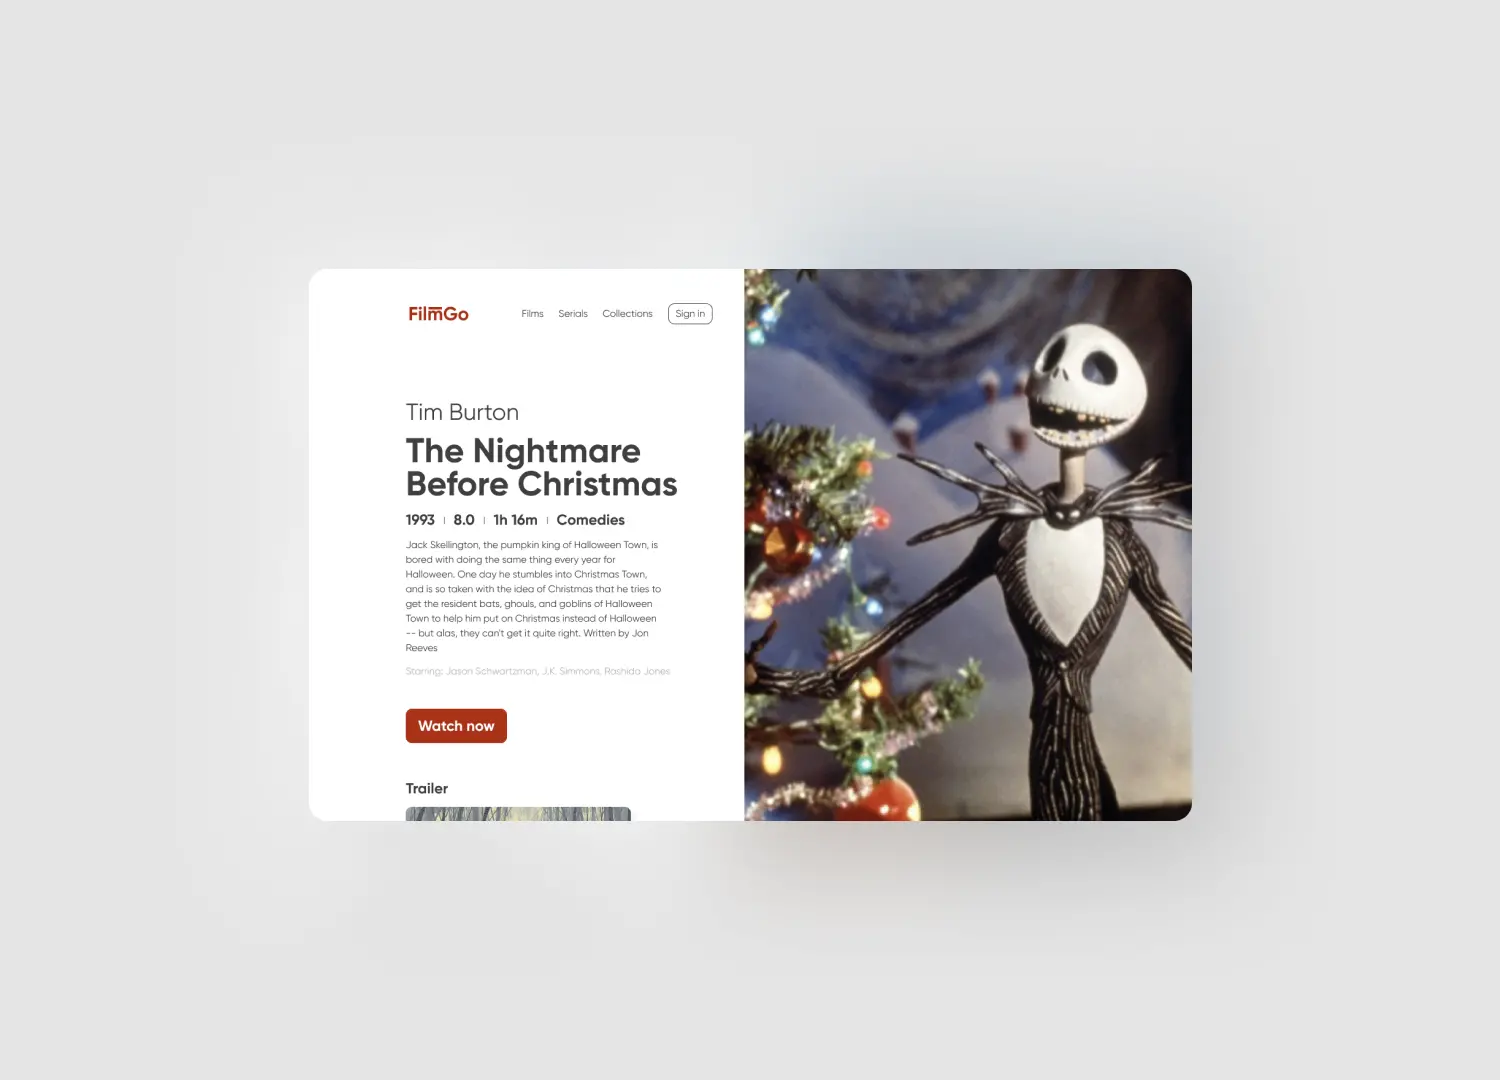 FilmGo
Films Serials Collections Sign in
Tim Burton
The Nightmare
Before Christmas
1993 | 8.0 | 1h 16m | Comedies
Jack Skellington, the pumpkin king of Halloween Town, is
bored with doing the same thing every year for
Halloween. One day he stumbles into Christmas Town,
and is so taken with the idea of Christmas that he tries to
get the resident bats, ghouls, and goblins of Halloween
Town to help him put on Christmas instead of Halloween
-- but alas, they can't get it quite right. Written by Jon
Reeves
Starring: Jason Schwartzman, J.K. Simmons, Rashida Jones
Watch now
Trailer